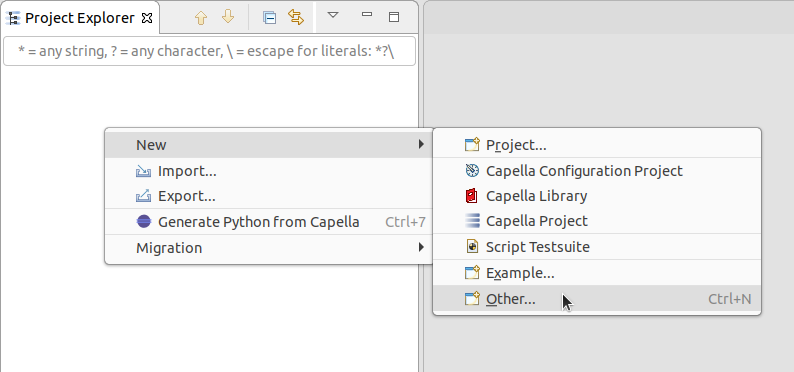 Project Explorer
* = any string, ? = any character, \ = escape for literals: *?\
New
Import...
Export...
Generate Python from Capella Ctrl+7
Migration
Project...
Capella Configuration Project
Capella Library
Capella Project
Script Testsuite
Example...
Other... Ctrl+N